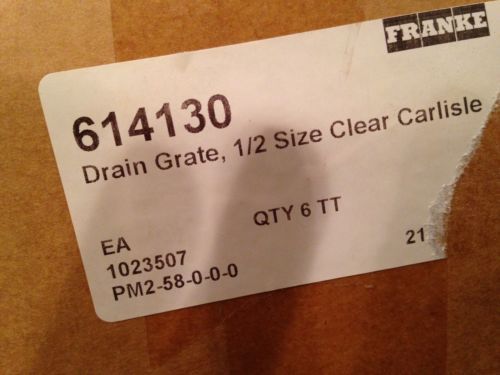 FRANKE
614130
Drain Grate, 1/2 Size Clear Carlisle
QTY 6 TT
EA
1023507
21
PM2-58-0-0-0